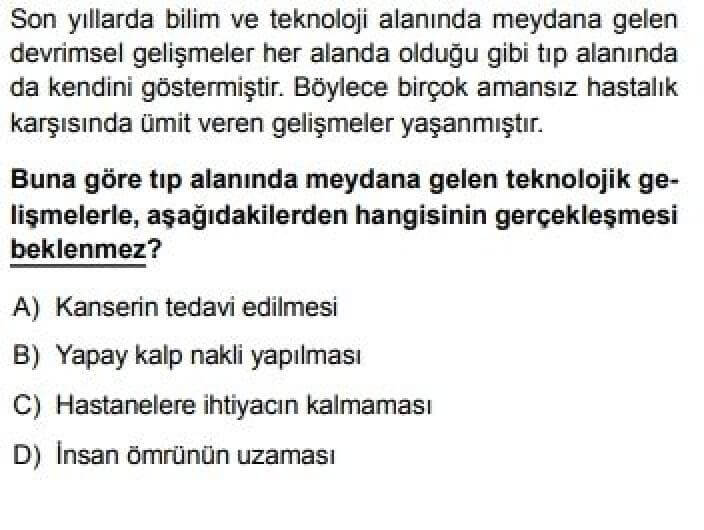 Son yıllarda bilim ve teknoloji alanında meydana gelen
devrimsel gelişmeler her alanda olduğu gibi tıp alanında
da kendini göstermiştir. Böylece birçok amansız hastalık
karşısında ümit veren gelişmeler yaşanmıştır.
Buna göre tıp alanında meydana gelen teknolojik ge-
lişmelerle, aşağıdakilerden hangisinin gerçekleşmesi
beklenmez?
A) Kanserin tedavi edilmesi
B) Yapay kalp nakli yapılması
C) Hastanelere ihtiyacın kalmaması
D) İnsan ömrünün uzaması